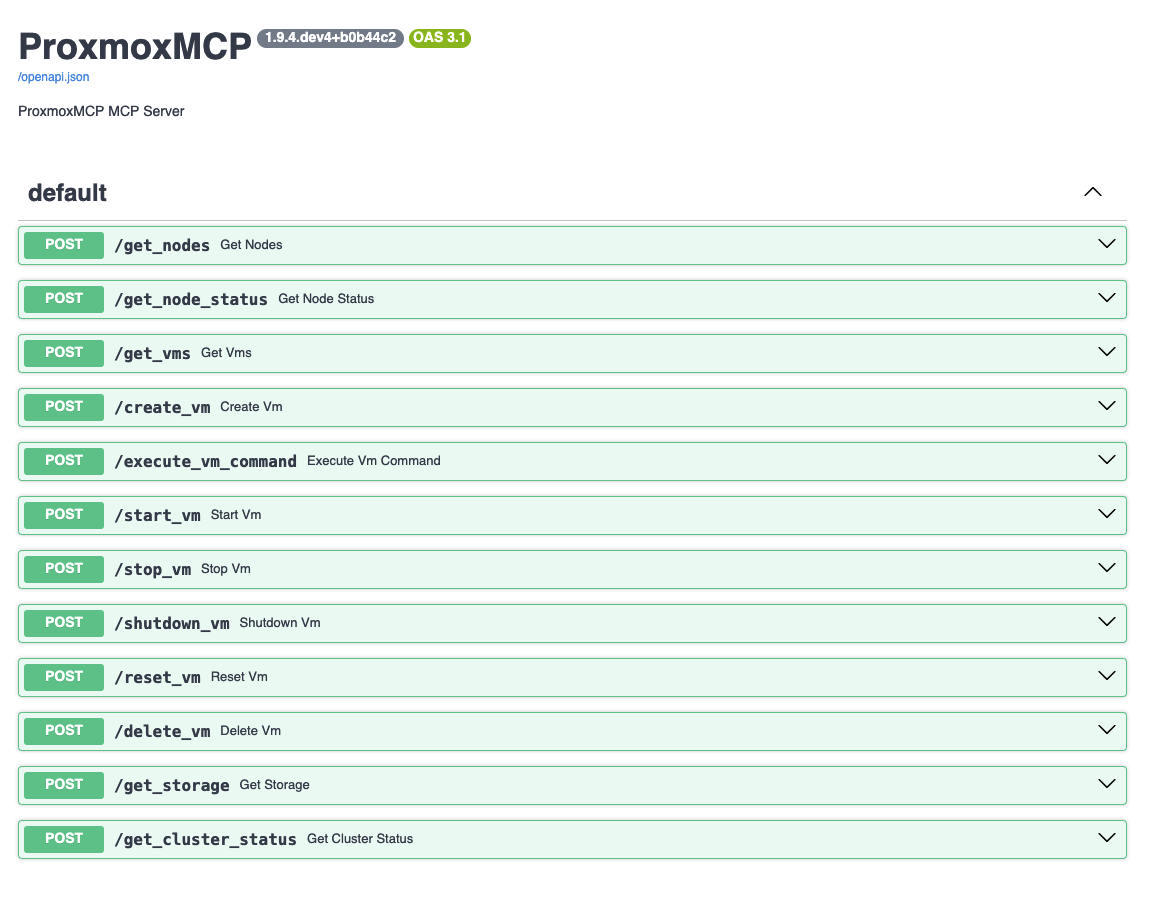 ProxmoxMCP 1.9.4.dev4+b0b44c2 OAS 3.1
/openapi.json
ProxmoxMCP MCP Server
default
POST /get_nodes Get Nodes
POST /get_node_status Get Node Status
POST /get_vms Get Vms
POST /create_vm Create Vm
POST /execute_vm_command Execute Vm Command
POST /start_vm Start Vm
POST /stop_vm Stop Vm
POST /shutdown_vm Shutdown Vm
POST /reset_vm Reset Vm
POST /delete_vm Delete Vm
POST /get_storage Get Storage
POST /get_cluster_status Get Cluster Status